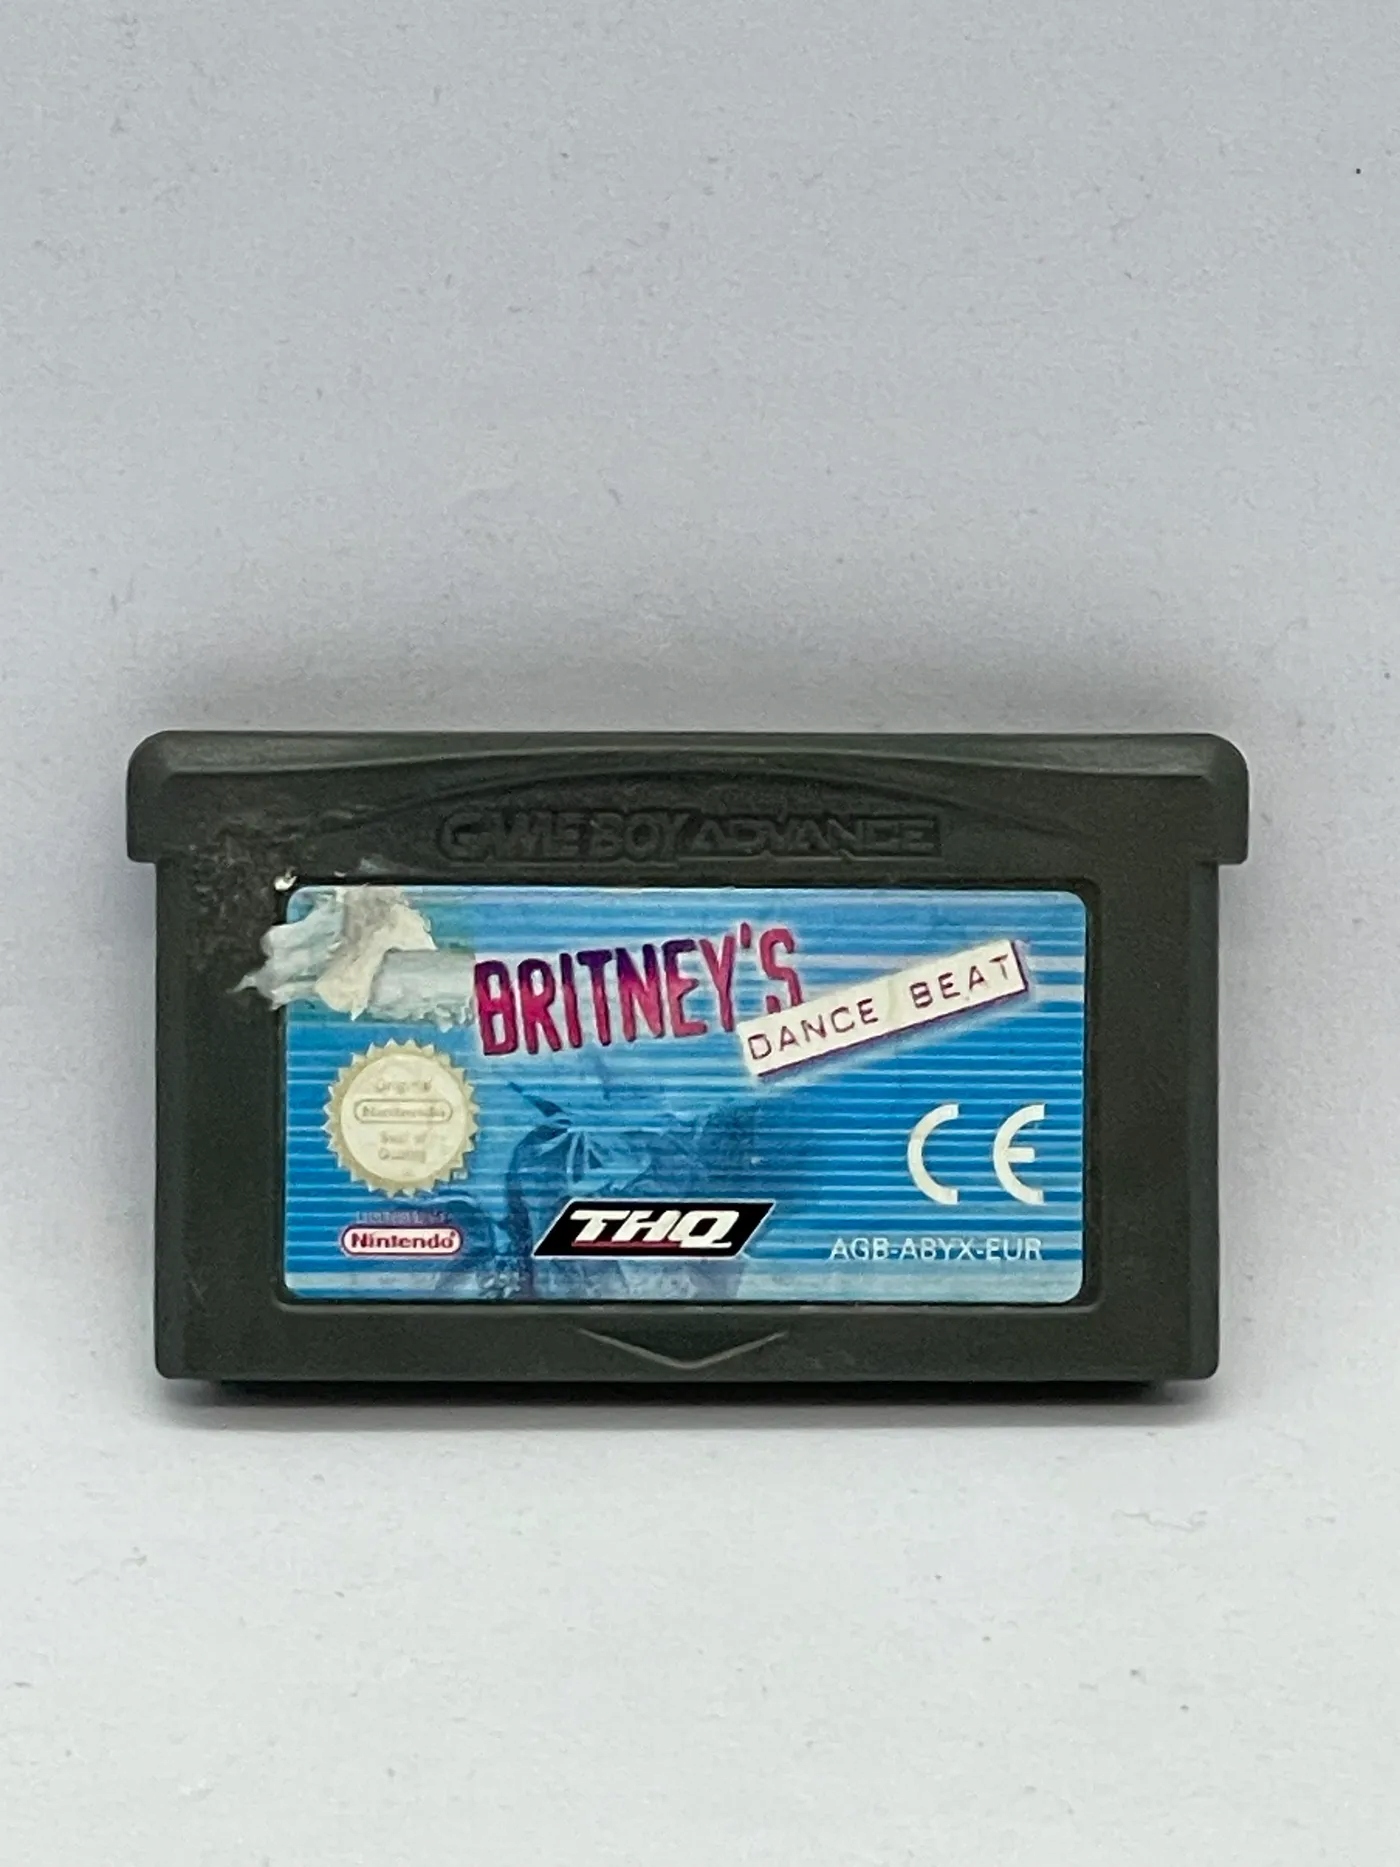 GAME BOY ADVANCE
BRITNEY'S
DANCE BEAT
Original
Nintendo
Seal of
Quality
Nintendo®
THQ
CE
AGB-ABYX-EUR